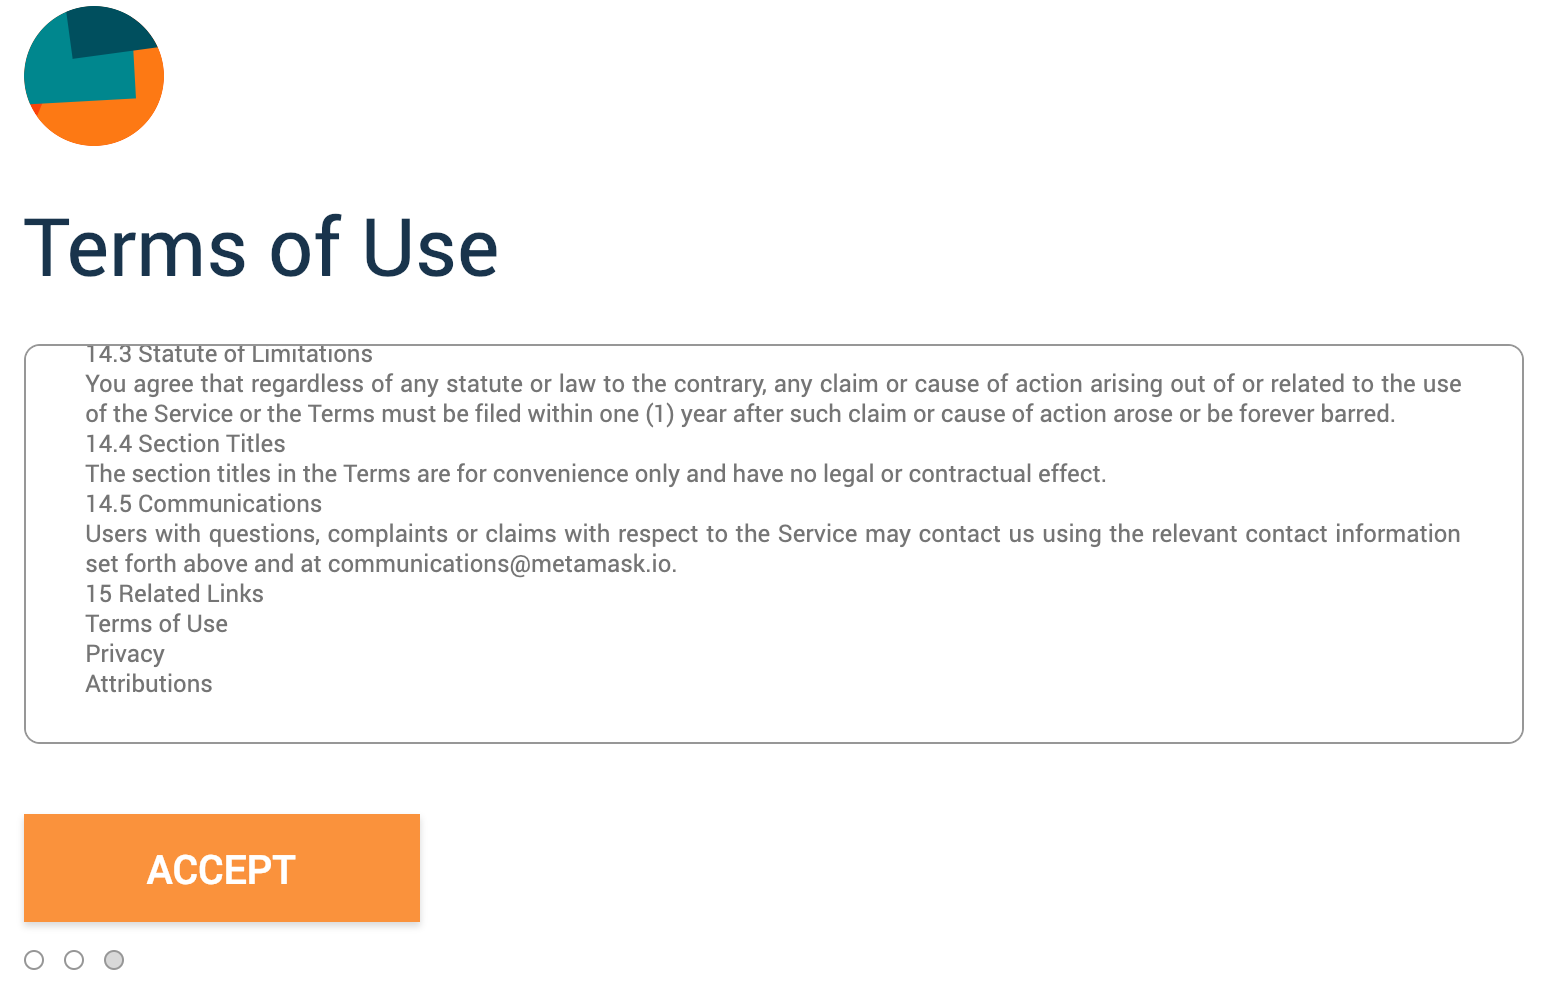 Terms of Use
14.3 Statute of Limitations
You agree that regardless of any statute or law to the contrary, any claim or cause of action arising out of or related to the use
of the Service or the Terms must be filed within one (1) year after such claim or cause of action arose or be forever barred.
14.4 Section Titles
The section titles in the Terms are for convenience only and have no legal or contractual effect.
14.5 Communications
Users with questions, complaints or claims with respect to the Service may contact us using the relevant contact information
set forth above and at communications@metamask.io.
15 Related Links
Terms of Use
Privacy
Attributions
ACCEPT